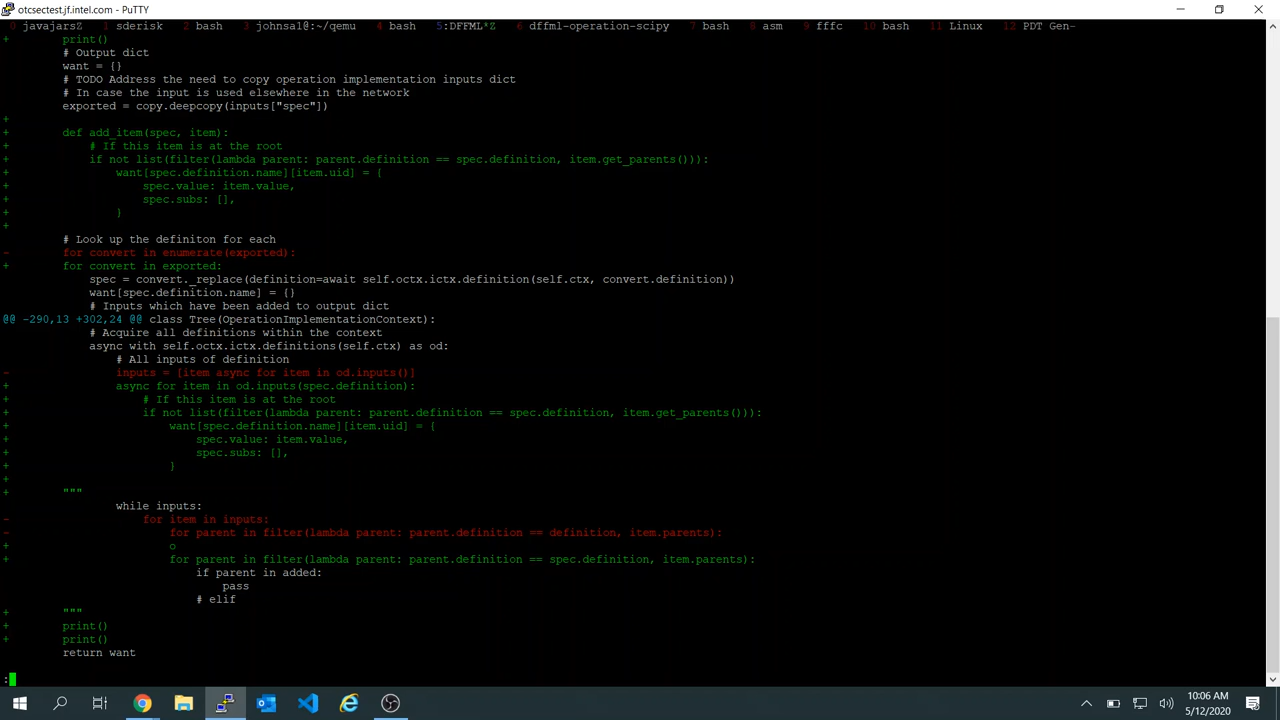 otcsectest.jf.intel.com - PuTTY
0 javajarsZ  1 sderisk  2 bash  3 johnsa1@:~/qemu  4 bash  5:DFFML*Z  6 dffml-operation-scipy  7 bash  8 asm  9 fffc  10 bash  11 Linux  12 PDT Gen-
+        print()
         # Output dict
         want = {}
         # TODO Address the need to copy operation implementation inputs dict
         # In case the input is used elsewhere in the network
         exported = copy.deepcopy(inputs["spec"])
+
+        def add_item(spec, item):
+            # If this item is at the root
+            if not list(filter(lambda parent: parent.definition == spec.definition, item.get_parents())):
+                want[spec.definition.name][item.uid] = {
+                    spec.value: item.value,
+                    spec.subs: [],
+                }
+
         # Look up the definiton for each
-        for convert in enumerate(exported):
+        for convert in exported:
             spec = convert._replace(definition=await self.octx.ictx.definition(self.ctx, convert.definition))
             want[spec.definition.name] = {}
             # Inputs which have been added to output dict
@@ -290,13 +302,24 @@ class Tree(OperationImplementationContext):
             # Acquire all definitions within the context
             async with self.octx.ictx.definitions(self.ctx) as od:
                 # All inputs of definition
-                inputs = [item async for item in od.inputs()]
+                async for item in od.inputs(spec.definition):
+                    # If this item is at the root
+                    if not list(filter(lambda parent: parent.definition == spec.definition, item.get_parents())):
+                        want[spec.definition.name][item.uid] = {
+                            spec.value: item.value,
+                            spec.subs: [],
+                        }
+
+        """
                 while inputs:
-                    for item in inputs:
-                        for parent in filter(lambda parent: parent.definition == definition, item.parents):
+                        o
+                        for parent in filter(lambda parent: parent.definition == spec.definition, item.parents):
                             if parent in added:
                                 pass
                             # elif
+        """
+        print()
+        print()
         return want
:
10:06 AM
5/12/2020